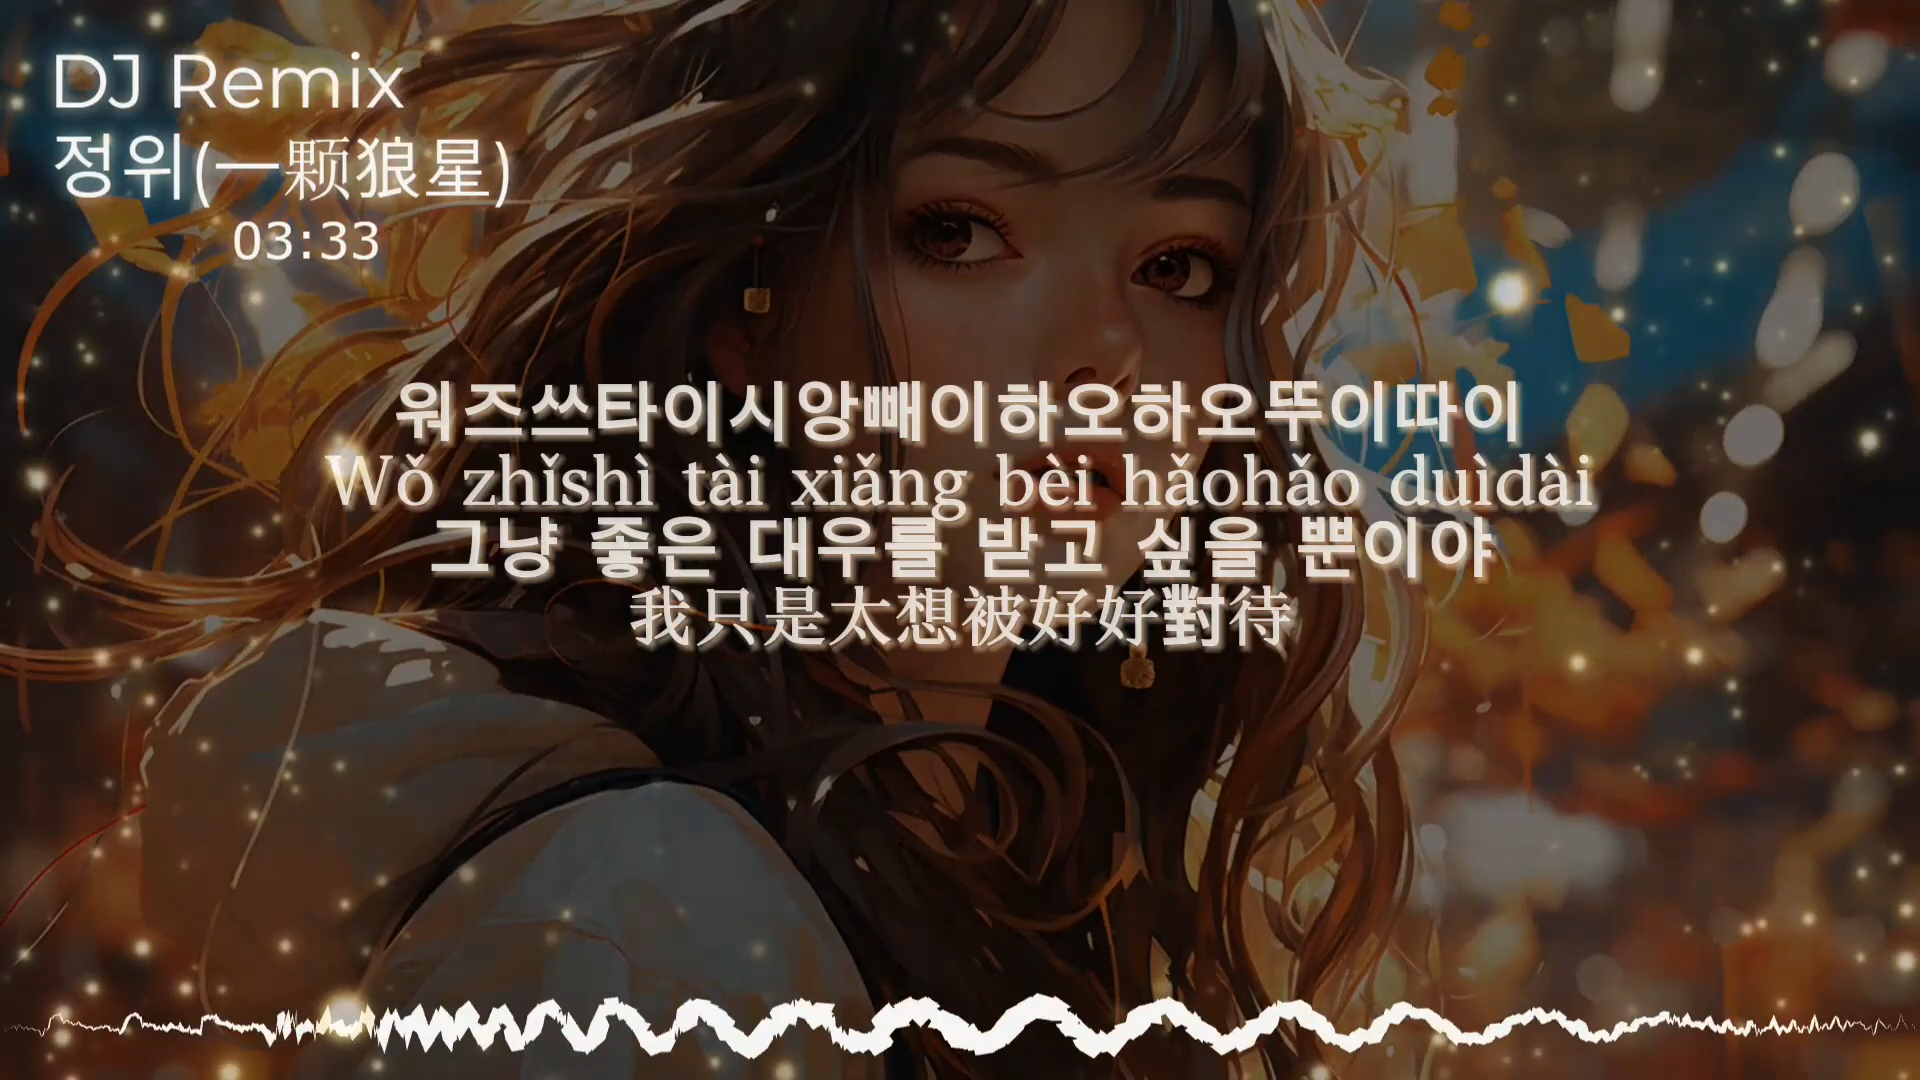 DJ Remix
정위(一颗狼星)
03:33
워즈쓰타이시앙빼이하오하오뚜이따이
Wǒ zhǐshì tài xiǎng bèi hǎohǎo duìdài
그냥 좋은 대우를 받고 싶을 뿐이야
我只是太想被好好對待